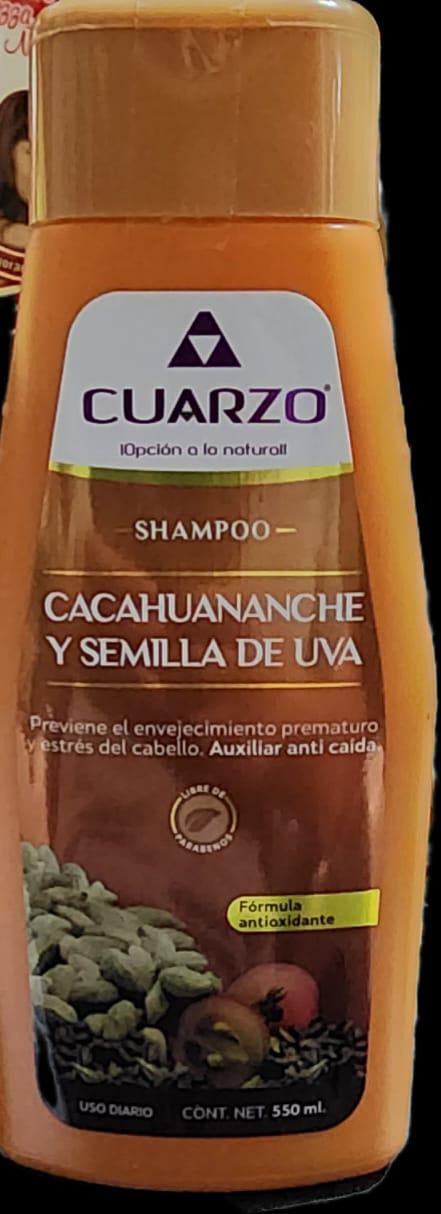 CUARZO®
¡Opción a lo natural!
SHAMPOO
CACAHUANANCHE
Y SEMILLA DE UVA
Previene el envejecimiento prematuro
y estrés del cabello. Auxiliar anti caída.
LIBRE DE
PARABENOS
Fórmula
antioxidante
USO DIARIO CONT. NET. 550 ml.